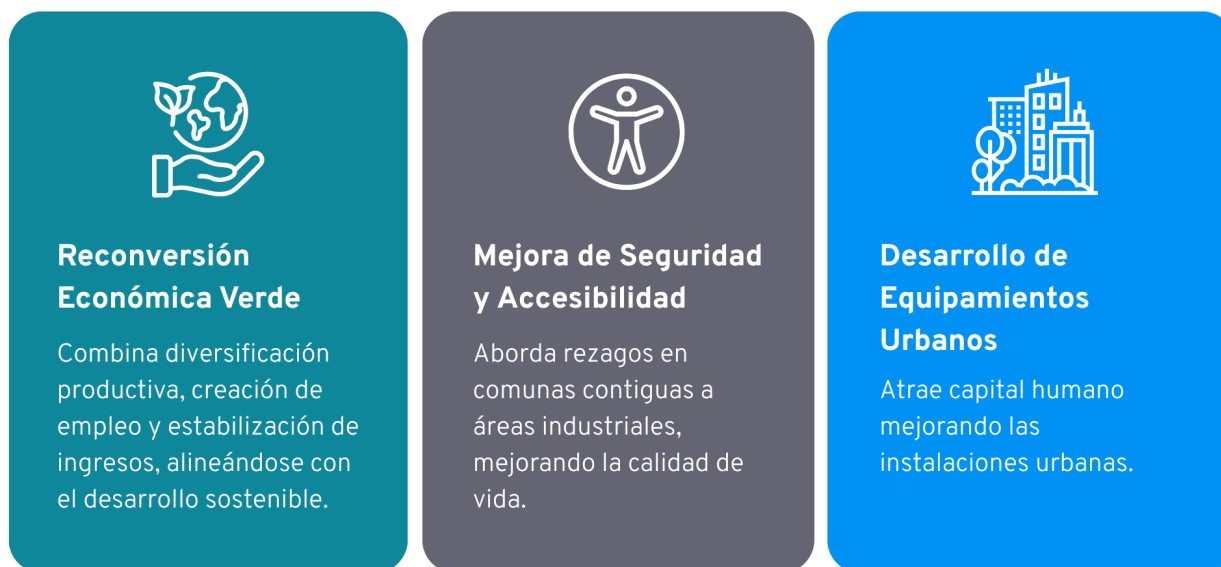 Reconversión
Económica Verde
Combina diversificación
productiva, creación de
empleo y estabilización de
ingresos, alineándose con
el desarrollo sostenible.
Mejora de Seguridad
y Accesibilidad
Aborda rezagos en
comunas contiguas a
áreas industriales,
mejorando la calidad de
vida.
Desarrollo de
Equipamientos
Urbanos
Atrae capital humano
mejorando las
instalaciones urbanas.